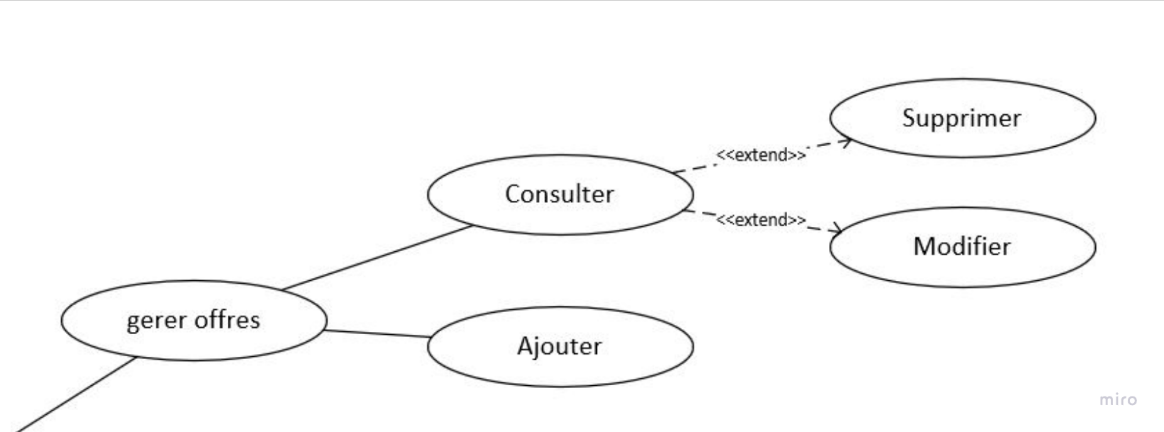 Supprimer
<<extend>>
Consulter
<<extend>>
Modifier
gerer offres
Ajouter
miro